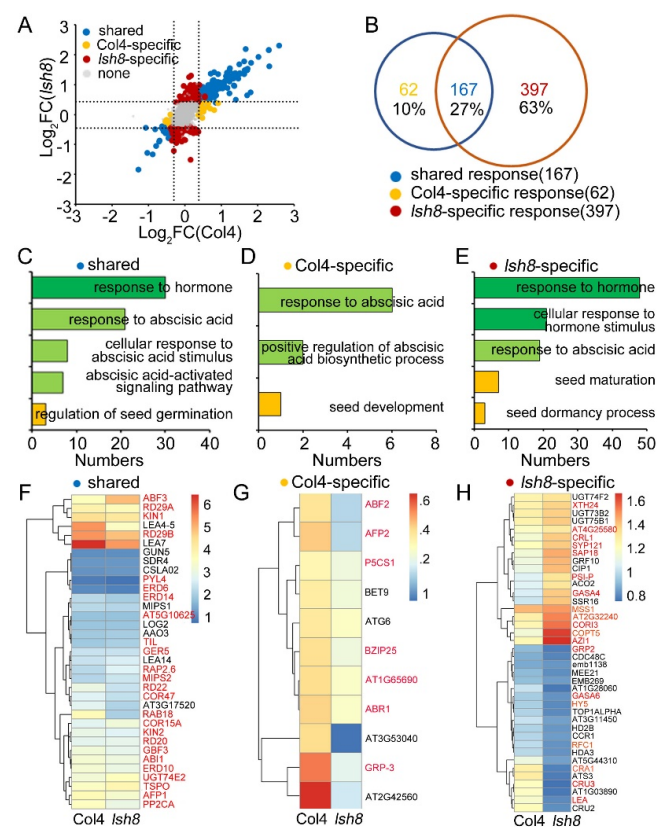 A
B
shared
Col4-specific
lsh8-specific
none
3
2
1
0
-1
-2
-3
Log2FC(lsh8)
-3 -1 0 1 2 3
Log2FC(Col4)
62
10%
167
27%
397
63%
shared response(167)
Col4-specific response(62)
lsh8-specific response(397)
C
shared
response to hormone
response to abscisic acid
cellular response to
abscisic acid stimulus
abscisic acid-activated
signaling pathway
regulation of seed germination
0 10 20 30 40
Numbers
D
Col4-specific
response to abscisic acid
positive regulation of abscisic
acid biosynthetic process
seed development
0 2 4 6 8
Numbers
E
lsh8-specific
response to hormone
cellular response to
hormone stimulus
response to abscisic acid
seed maturation
seed dormancy process
0 10 20 30 40 50
Numbers
F
shared
ABF3
RD29A
KIN1
LEA4-5
RD29B
LEA7
GUN5
SDR4
CSLA02
PYL4
ERD6
ERD14
MIPS1
AT5G10625
LOG2
AAO3
TIL
GER5
LEA14
RAP2.6
MIPS2
RD22
COR47
AT3G17520
RAB18
COR15A
KIN2
RD20
GBF3
ABI1
ERD10
UGT74E2
TSPO
AFP1
PP2CA
6
5
4
3
2
1
Col4 lsh8
G
Col4-specific
ABF2
AFP2
P5CS1
BET9
ATG6
BZIP25
AT1G65690
ABR1
AT3G53040
GRP-3
AT2G42560
.6
.4
.2
1
Col4 lsh8
H
lsh8-specific
UGT74F2
XTH24
UGT73B2
UGT75B1
AT4G25580
CRL1
SYP121
SAP18
GRF10
CIP1
PSI-P
ACO2
GASA4
SSR16
MSS1
AT2G32240
CORI3
COPT5
AZI1
GRP2
CDC48C
emb1138
MEE21
EMB269
AT1G28060
GASA6
HY5
TOP1ALPHA
AT3G11450
HD2B
CCR1
RFC1
HDA3
AT5G44310
CRA1
ATS3
CRU3
AT1G03890
LEA
CRU2
1.6
1.4
1.2
1
0.8
Col4 lsh8